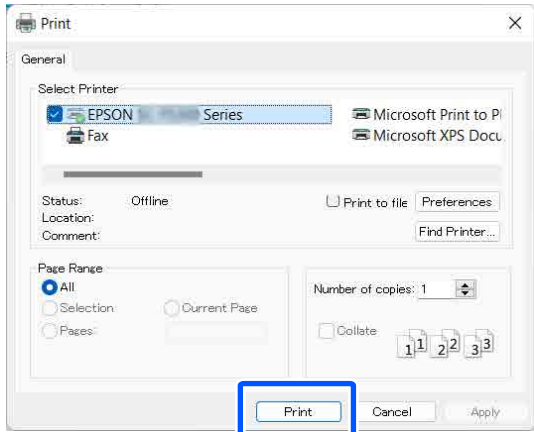 Print
General
Select Printer
EPSON Series
Microsoft Print to P
Fax
Microsoft XPS Docu
Status: Offline
Print to file
Preferences
Location:
Comment:
Find Printer...
Page Range
All
Number of copies: 1
Selection
Current Page
Pages:
Collate
1 1 2 2 3 3
Print
Cancel
Apply